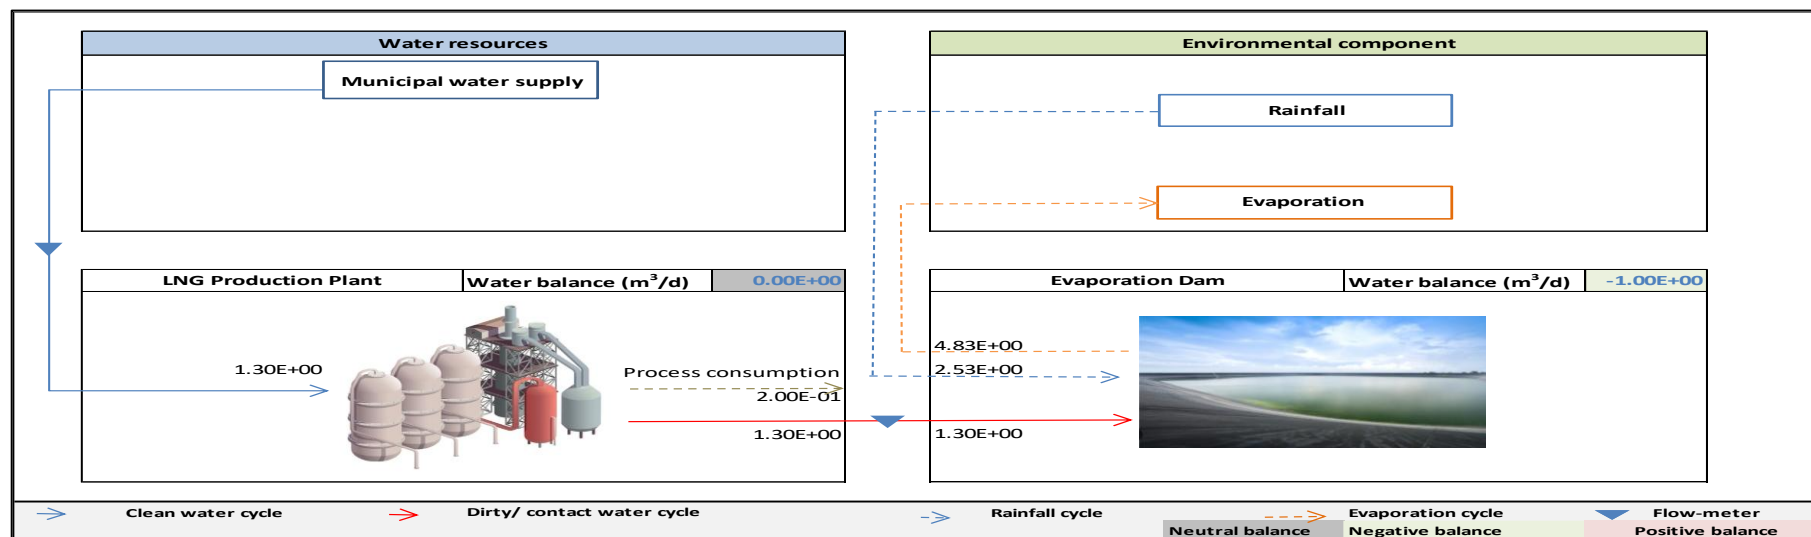 Water resources
Environmental component
Municipal water supply
Rainfall
Evaporation
LNG Production Plant Water balance (m³/d) 0.00E+00
Evaporation Dam Water balance (m³/d) -1.00E+00
4.83E+00
1.30E+00
Process consumption
2.53E+00
2.00E-01
1.30E+00
1.30E+00
Clean water cycle
Dirty/ contact water cycle
Rainfall cycle
Evaporation cycle
Flow-meter
Neutral balance
Negative balance
Positive balance